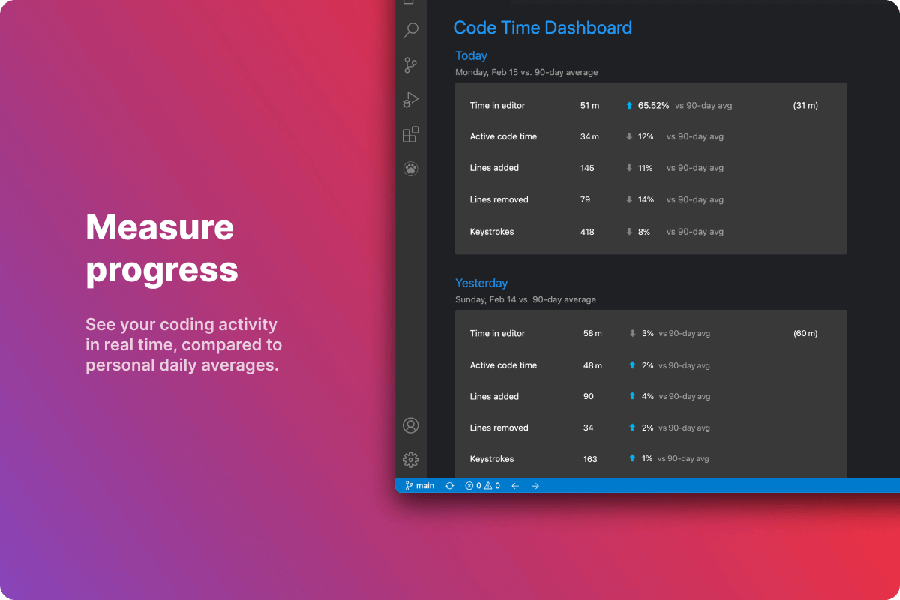 Measure
progress
See your coding activity
in real time, compared to
personal daily averages.
Code Time Dashboard
Today
Monday, Feb 15 vs. 90-day average
Time in editor 51 m 65.52% vs 90-day avg (31 m)
Active code time 34 m 12% vs 90-day avg
Lines added 145 11% vs 90-day avg
Lines removed 79 14% vs 90-day avg
Keystrokes 418 8% vs 90-day avg
Yesterday
Sunday, Feb 14 vs. 90-day average
Time in editor 58 m 3% vs 90-day avg (60 m)
Active code time 48 m 2% vs 90-day avg
Lines added 90 4% vs 90-day avg
Lines removed 34 2% vs 90-day avg
Keystrokes 163 1% vs 90-day avg
main 0 0